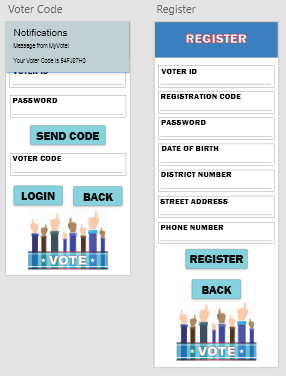 Voter Code
Notifications
Message from MyVote!
Your Voter Code is 54FJ87H0
VOTER ID
PASSWORD
SEND CODE
VOTER CODE
LOGIN
BACK
VOTE
Register
REGISTER
VOTER ID
REGISTRATION CODE
PASSWORD
DATE OF BIRTH
DISTRICT NUMBER
STREET ADDRESS
PHONE NUMBER
REGISTER
BACK
VOTE